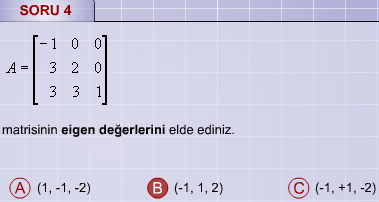 SORU 4
A = [ -1 0 0
3 2 0
3 3 1 ]
matrisinin eigen değerlerini elde ediniz.
A (1, -1, -2) B (-1, 1, 2) C (-1, +1, -2)